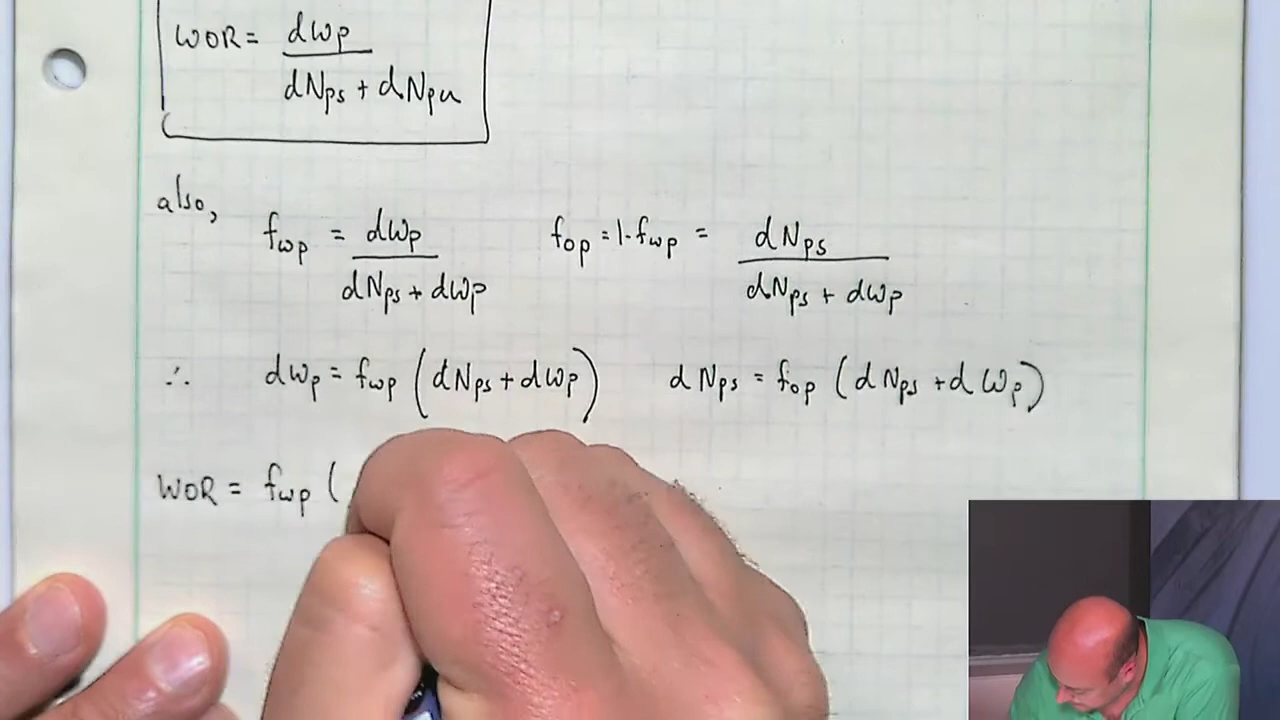 WOR = dWp / (dNps + dNpu)
also,
fwp = dWp / (dNps + dWp)    fop = 1-fwp = dNps / (dNps + dWp)
∴ dWp = fwp (dNps + dWp)    dNps = fop (dNps + dWp)
WOR = fwp (